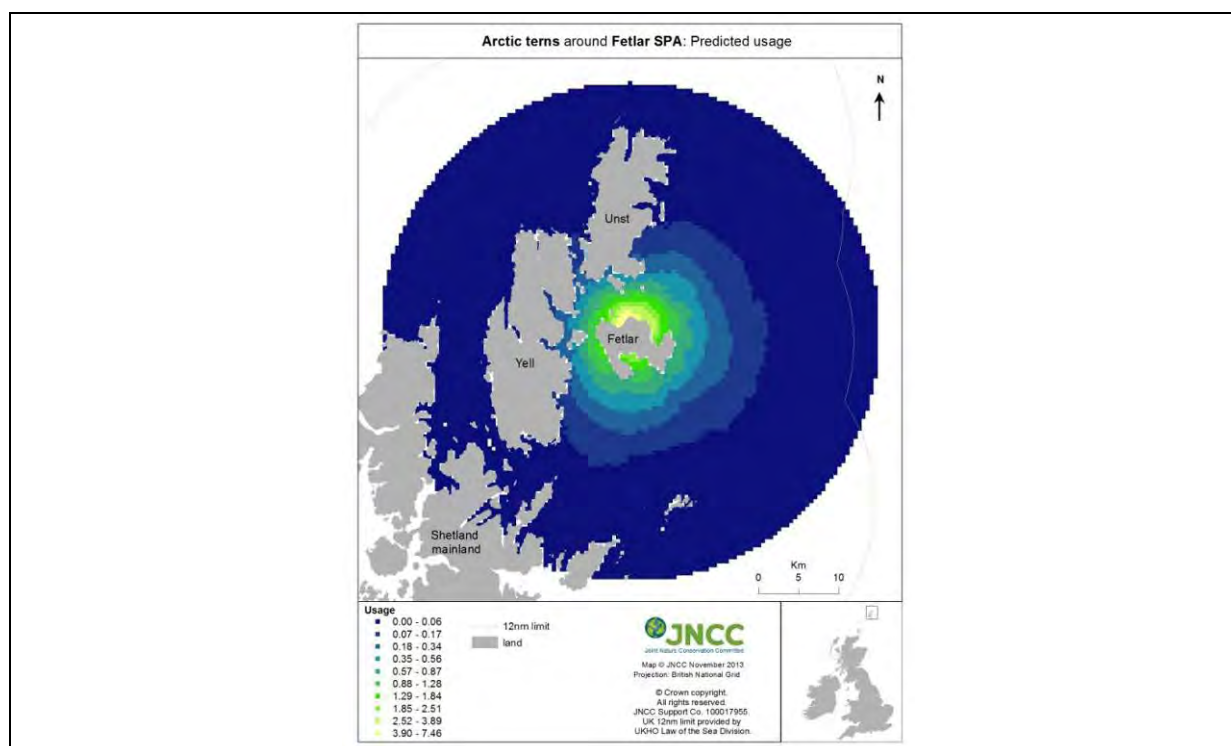 Arctic terns around Fetlar SPA: Predicted usage
N
Unst
Fetlar
Yell
Shetland
mainland
Km
0 5 10
Usage
0.00 - 0.06
0.07 - 0.17
0.18 - 0.34
0.35 - 0.56
0.57 - 0.87
0.88 - 1.28
1.29 - 1.84
1.85 - 2.51
2.52 - 3.89
3.90 - 7.46
12nm limit
land
JNCC
Joint Nature Conservation Committee
Map © JNCC November 2013
Projection: British National Grid
© Crown copyright.
All rights reserved.
JNCC Support Co. 100017955.
UK 12nm limit provided by
UKHO Law of the Sea Division.